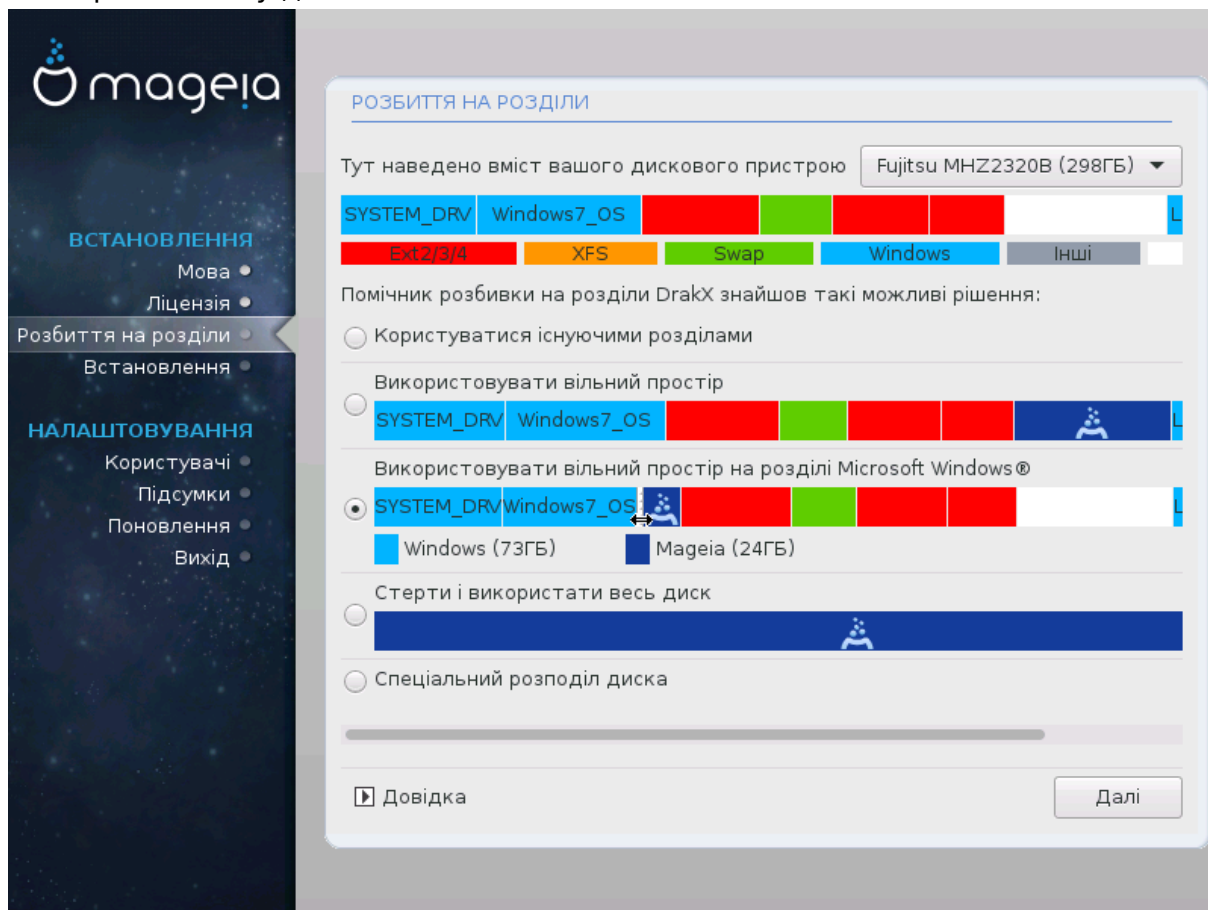 mageia
ВСТАНОВЛЕННЯ
Мова
Ліцензія
Розбиття на розділи
Встановлення
НАЛАШТОВУВАННЯ
Користувачі
Підсумки
Поновлення
Вихід
РОЗБИТТЯ НА РОЗДІЛИ
Тут наведено вміст вашого дискового пристрою Fujitsu MHZ2320B (298ГБ)
SYSTEM_DRV Windows7_OS L
Ext2/3/4 XFS Swap Windows Інші
Помічник розбивки на розділи DrakX знайшов такі можливі рішення:
Користуватися існуючими розділами
Використовувати вільний простір
SYSTEM_DRV Windows7_OS L
Використовувати вільний простір на розділі Microsoft Windows®
SYSTEM_DRV Windows7_OS L
Windows (73ГБ) Mageia (24ГБ)
Стерти і використати весь диск
Спеціальний розподіл диска
Довідка
Далі